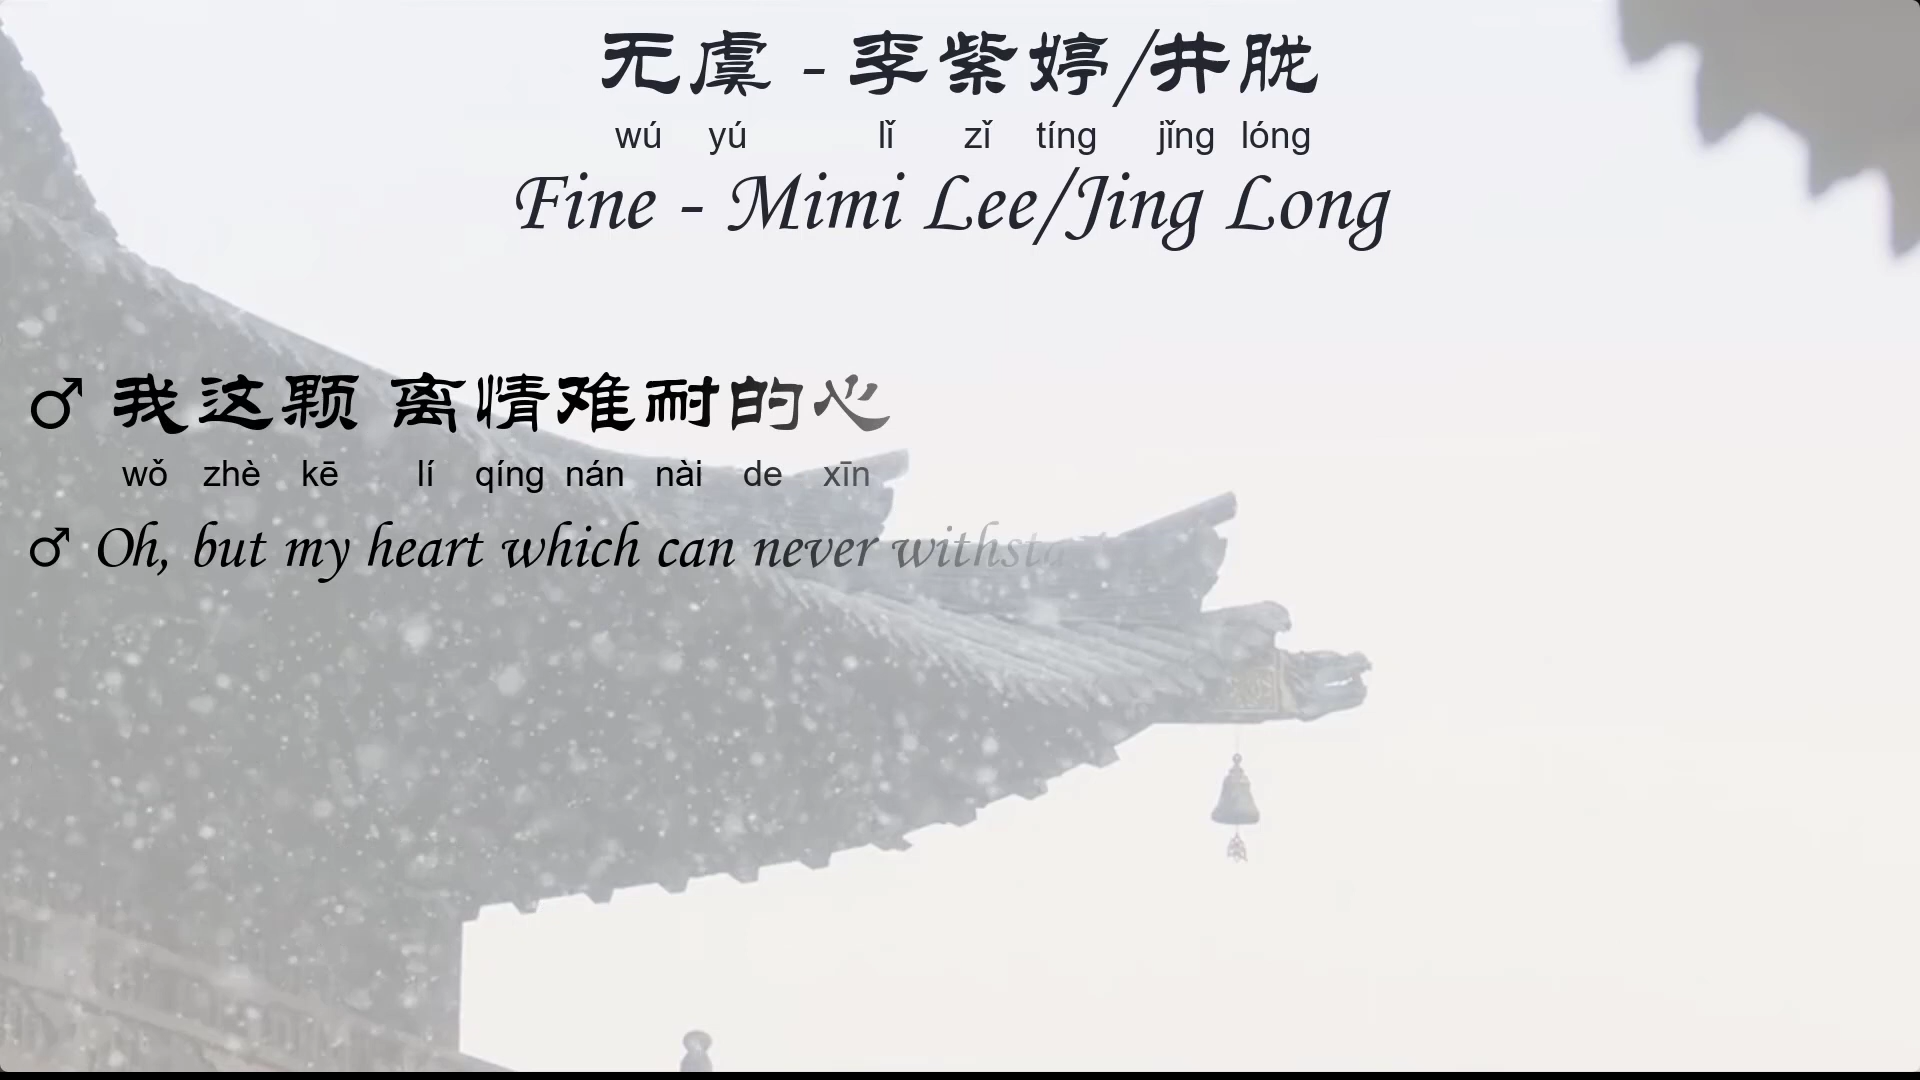 无虞 - 李紫婷/井胧
wú yú lǐ zǐ tíng jǐng lóng
Fine - Mimi Lee/Jing Long
♂ 我这颗 离情难耐的心
wǒ zhè kē lí qíng nán nài de xīn
♂ Oh, but my heart which can never